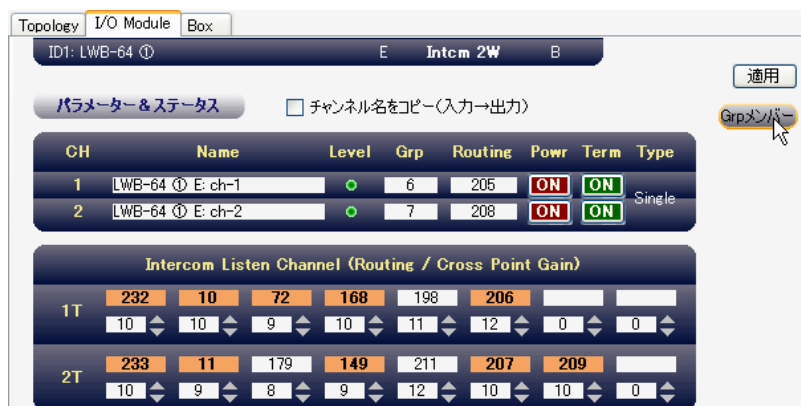 Topology I/O Module Box
ID1: LWB-64 ① E Intcm 2W B
適用
パラメーター&ステータス チャンネル名をコピー(入力→出力)
Grpメンバー
CH Name Level Grp Routing Powr Term Type
1 LWB-64 ① E: ch-1 6 205 ON ON
Single
2 LWB-64 ① E: ch-2 7 208 ON ON
Intercom Listen Channel (Routing / Cross Point Gain)
1T
232 10 72 168 198 206
10 10 9 10 11 12 0 0
2T
233 11 179 149 211 207 209
10 9 8 9 12 10 10 0